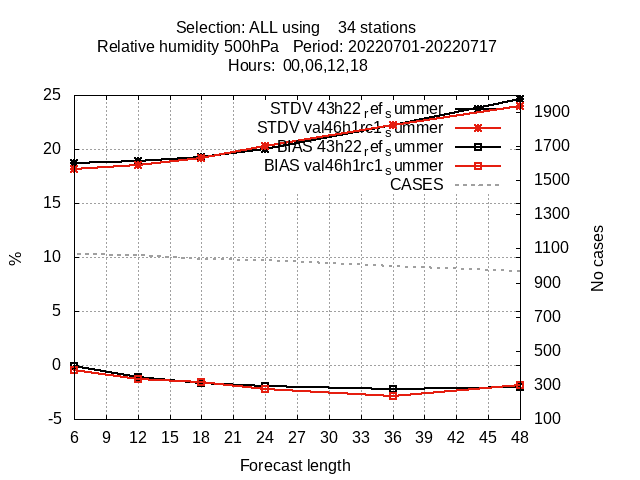 Selection: ALL using 34 stations
Relative humidity 500hPa Period: 20220701-20220717
Hours: 00,06,12,18
STDV 43h22_ref_summer
STDV val46h1rc1_summer
BIAS 43h22_ref_summer
BIAS val46h1rc1_summer
CASES
25
20
15
10
5
0
-5
%
1900
1700
1500
1300
1100
900
700
500
300
100
No cases
6 9 12 15 18 21 24 27 30 33 36 39 42 45 48
Forecast length